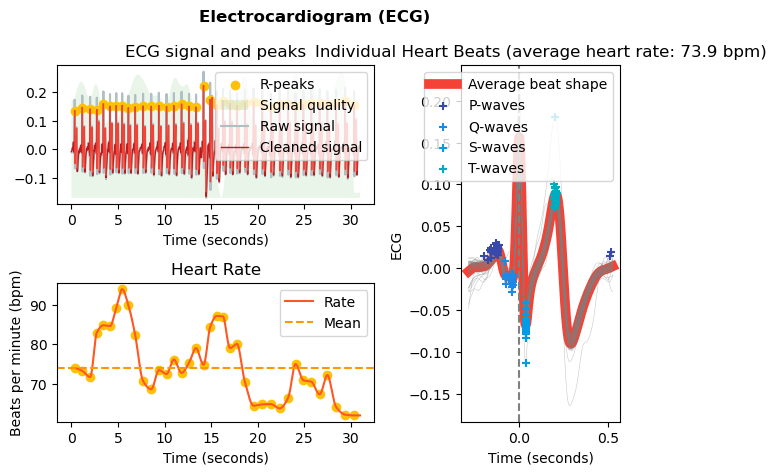 Electrocardiogram (ECG)
ECG signal and peaks
0.2
0.1
0.0
−0.1
R-peaks
Signal quality
Raw signal
Cleaned signal
0 5 10 15 20 25 30
Time (seconds)
Heart Rate
Beats per minute (bpm)
90
80
70
Rate
Mean
0 5 10 15 20 25 30
Time (seconds)
Individual Heart Beats (average heart rate: 73.9 bpm)
ECG
0.20
0.15
0.10
0.05
0.00
−0.05
−0.10
−0.15
Average beat shape
P-waves
Q-waves
S-waves
T-waves
0.0 0.5
Time (seconds)